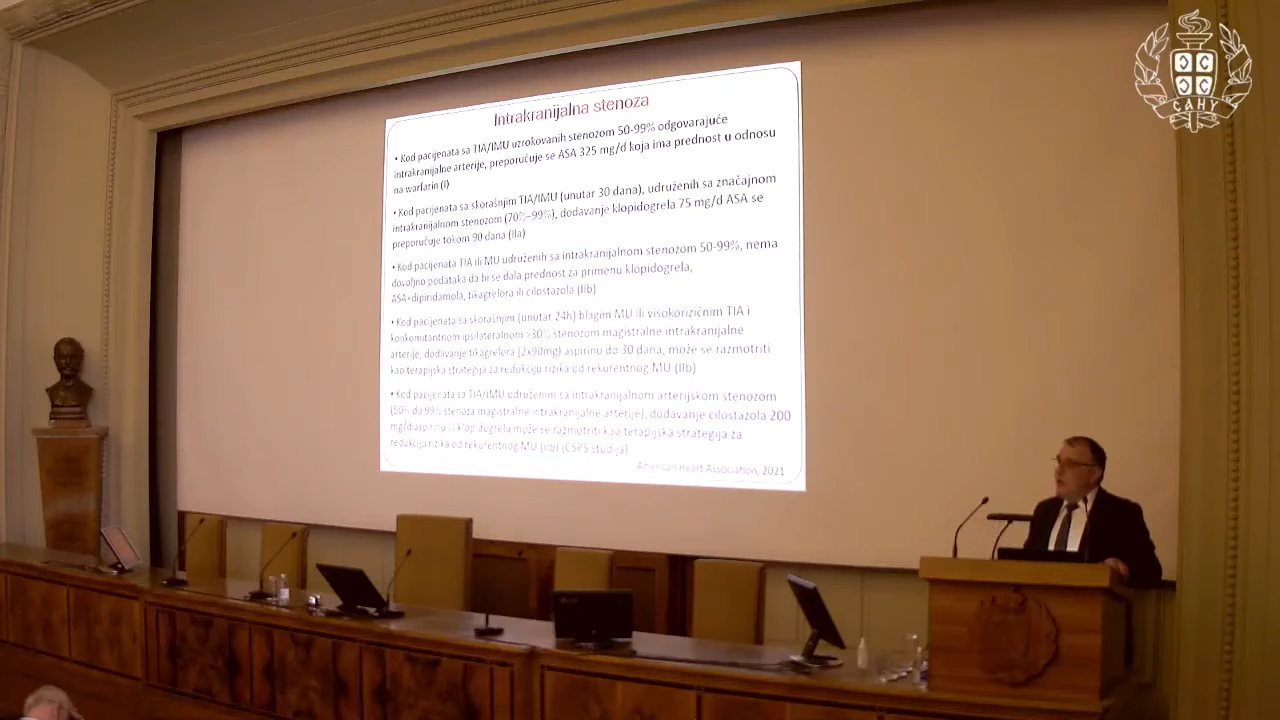 САНУ
Intrakranijalna stenoza
• Kod pacijenata sa TIA/IMU uzrokovanih stenozom 50-99% odgovarajuće
intrakranijalne arterije, preporučuje se ASA 325 mg/d koja ima prednost u odnosu
na warfarin (I)
• Kod pacijenata sa skorašnjim TIA/IMU (unutar 30 dana), udruženih sa značajnom
intrakranijalnom stenozom (70%-99%), dodavanje klopidogrela 75 mg/d ASA se
preporučuje tokom 90 dana (IIa)
• Kod pacijenata TIA ili MU udruženih sa intrakranijalnom stenozom 50-99%, nema
dovoljno podataka da bi se dala prednost za primenu klopidogrela,
ASA+dipiridamola, tikagrelora ili cilostazola (IIb)
• Kod pacijenata sa skorašnjim (unutar 24h) blagim MU ili visokorizičnim TIA i
konkomitantnom ipsilateralnom >30% stenozom magistralne intrakranijalne
arterije, dodavanje tikagrelora (2x90mg) aspirinu do 30 dana, može se razmotriti
kao terapijska strategija za redukciju rizika od rekurentnog MU (IIb)
• Kod pacijenata sa TIA/IMU udruženim sa intrakranijalnom arterijskom stenozom
(50% do 99% stenoza magistralne intrakranijalne arterije), dodavanje cilostazola 200
mg/d aspirinu ili klopidogrelu može se razmotriti kao terapijska strategija za
redukciju rizika od rekurentnog MU (IIb) (CSPS studija)
American Heart Association, 2021